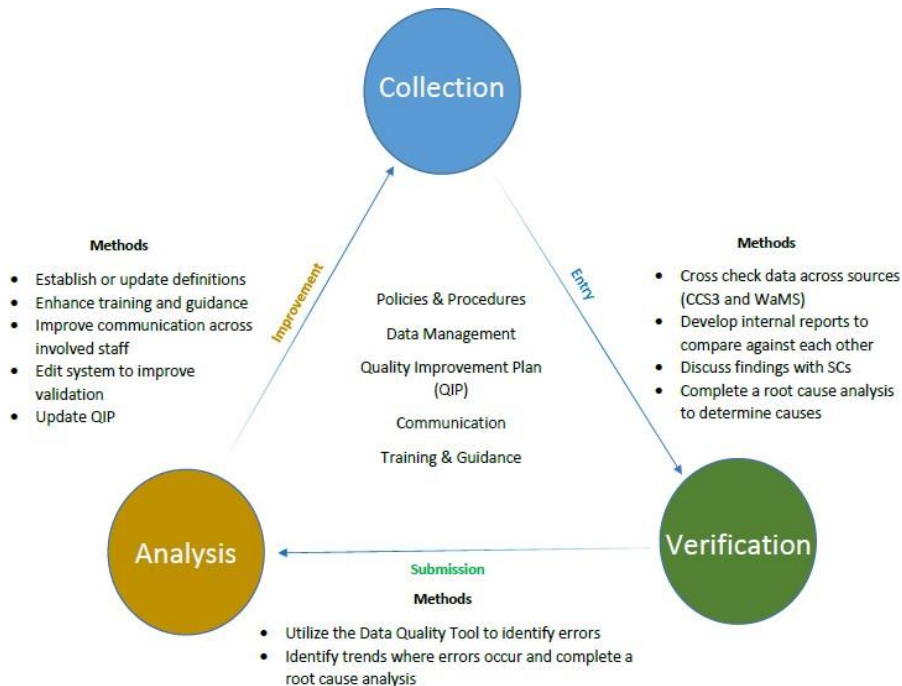 Collection
Improvement
Entry
Methods
• Establish or update definitions
• Enhance training and guidance
• Improve communication across
involved staff
• Edit system to improve
validation
• Update QIP
Policies & Procedures
Data Management
Quality Improvement Plan
(QIP)
Communication
Training & Guidance
Methods
• Cross check data across sources
(CCS3 and WaMS)
• Develop internal reports to
compare against each other
• Discuss findings with SCs
• Complete a root cause analysis
to determine causes
Analysis
Verification
Submission
Methods
• Utilize the Data Quality Tool to identify errors
• Identify trends where errors occur and complete a
root cause analysis